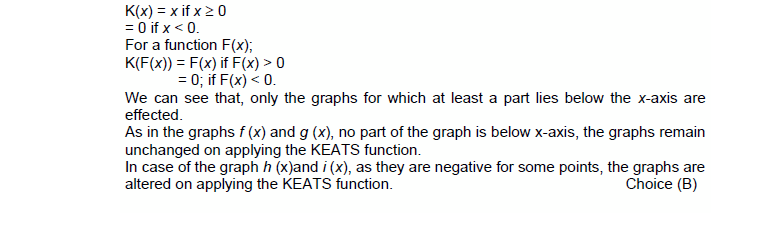 K(x) = x if x ≥ 0
= 0 if x < 0.
For a function F(x);
K(F(x)) = F(x) if F(x) > 0
= 0; if F(x) < 0.
We can see that, only the graphs for which at least a part lies below the x-axis are
effected.
As in the graphs f (x) and g (x), no part of the graph is below x-axis, the graphs remain
unchanged on applying the KEATS function.
In case of the graph h (x)and i (x), as they are negative for some points, the graphs are
altered on applying the KEATS function. Choice (B)